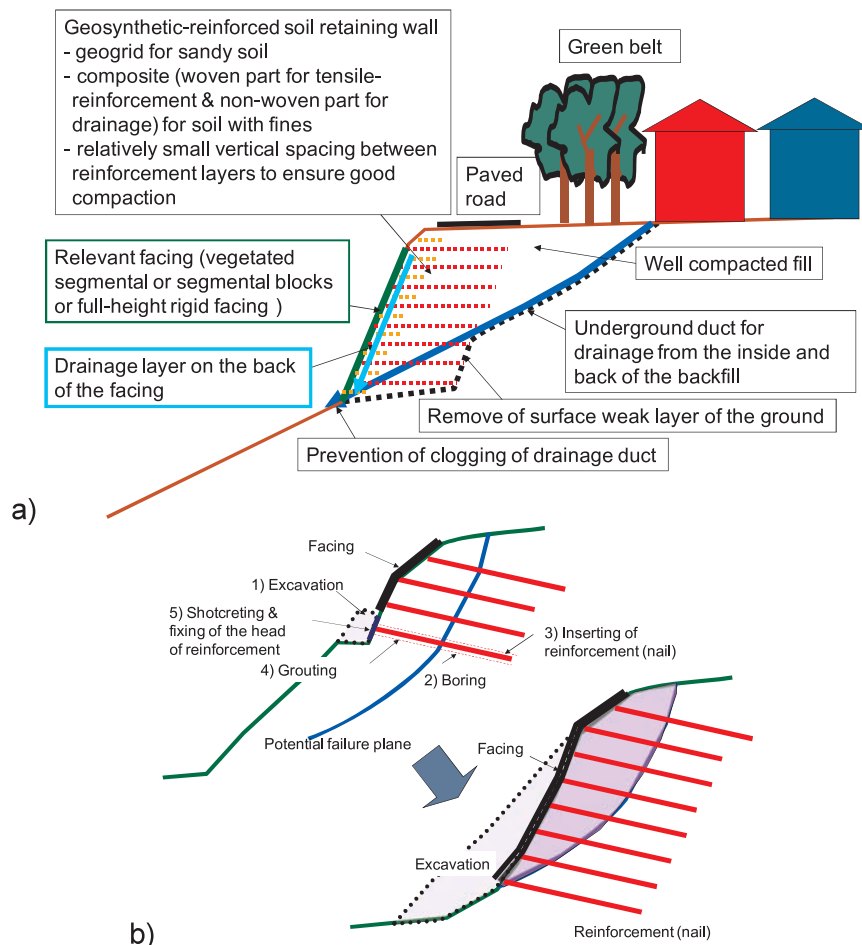 Geosynthetic-reinforced soil retaining wall
- geogrid for sandy soil
- composite (woven part for tensile-
reinforcement & non-woven part for
drainage) for soil with fines
- relatively small vertical spacing between
reinforcement layers to ensure good
compaction
Green belt
Paved
road
Relevant facing (vegetated
segmental or segmental blocks
or full-height rigid facing )
Well compacted fill
Drainage layer on the back
of the facing
Underground duct for
drainage from the inside and
back of the backfill
Remove of surface weak layer of the ground
Prevention of clogging of drainage duct
a)
Facing
1) Excavation
5) Shotcreting &
fixing of the head
of reinforcement
4) Grouting
2) Boring
3) Inserting of
reinforcement (nail)
Potential failure plane
Facing
Excavation
Reinforcement (nail)
b)